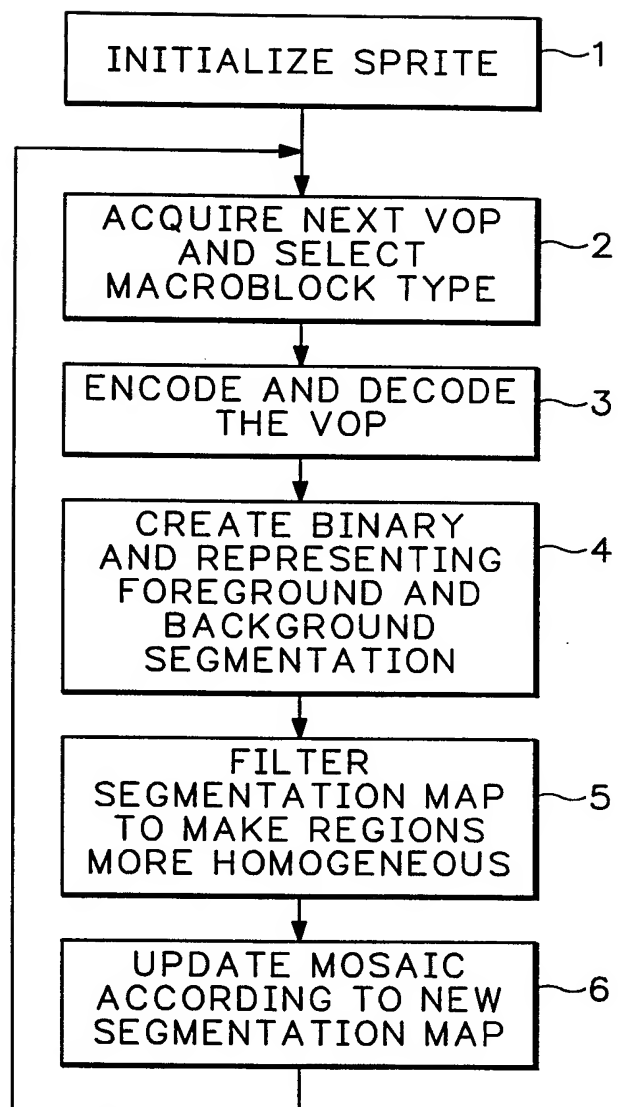 INITIALIZE SPRITE
1
ACQUIRE NEXT VOP
AND SELECT
MACROBLOCK TYPE
2
ENCODE AND DECODE
THE VOP
3
CREATE BINARY
AND REPRESENTING
FOREGROUND AND
BACKGROUND
SEGMENTATION
4
FILTER
SEGMENTATION MAP
TO MAKE REGIONS
MORE HOMOGENEOUS
5
UPDATE MOSAIC
ACCORDING TO NEW
SEGMENTATION MAP
6